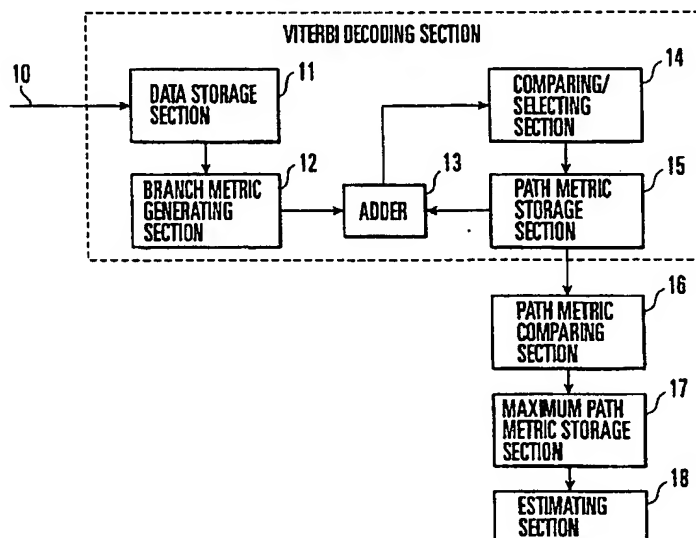 VITERBI DECODING SECTION
10
11
DATA STORAGE
SECTION
14
COMPARING/
SELECTING
SECTION
12
BRANCH METRIC
GENERATING
SECTION
13
ADDER
15
PATH METRIC
STORAGE
SECTION
16
PATH METRIC
COMPARING
SECTION
17
MAXIMUM PATH
METRIC STORAGE
SECTION
18
ESTIMATING
SECTION